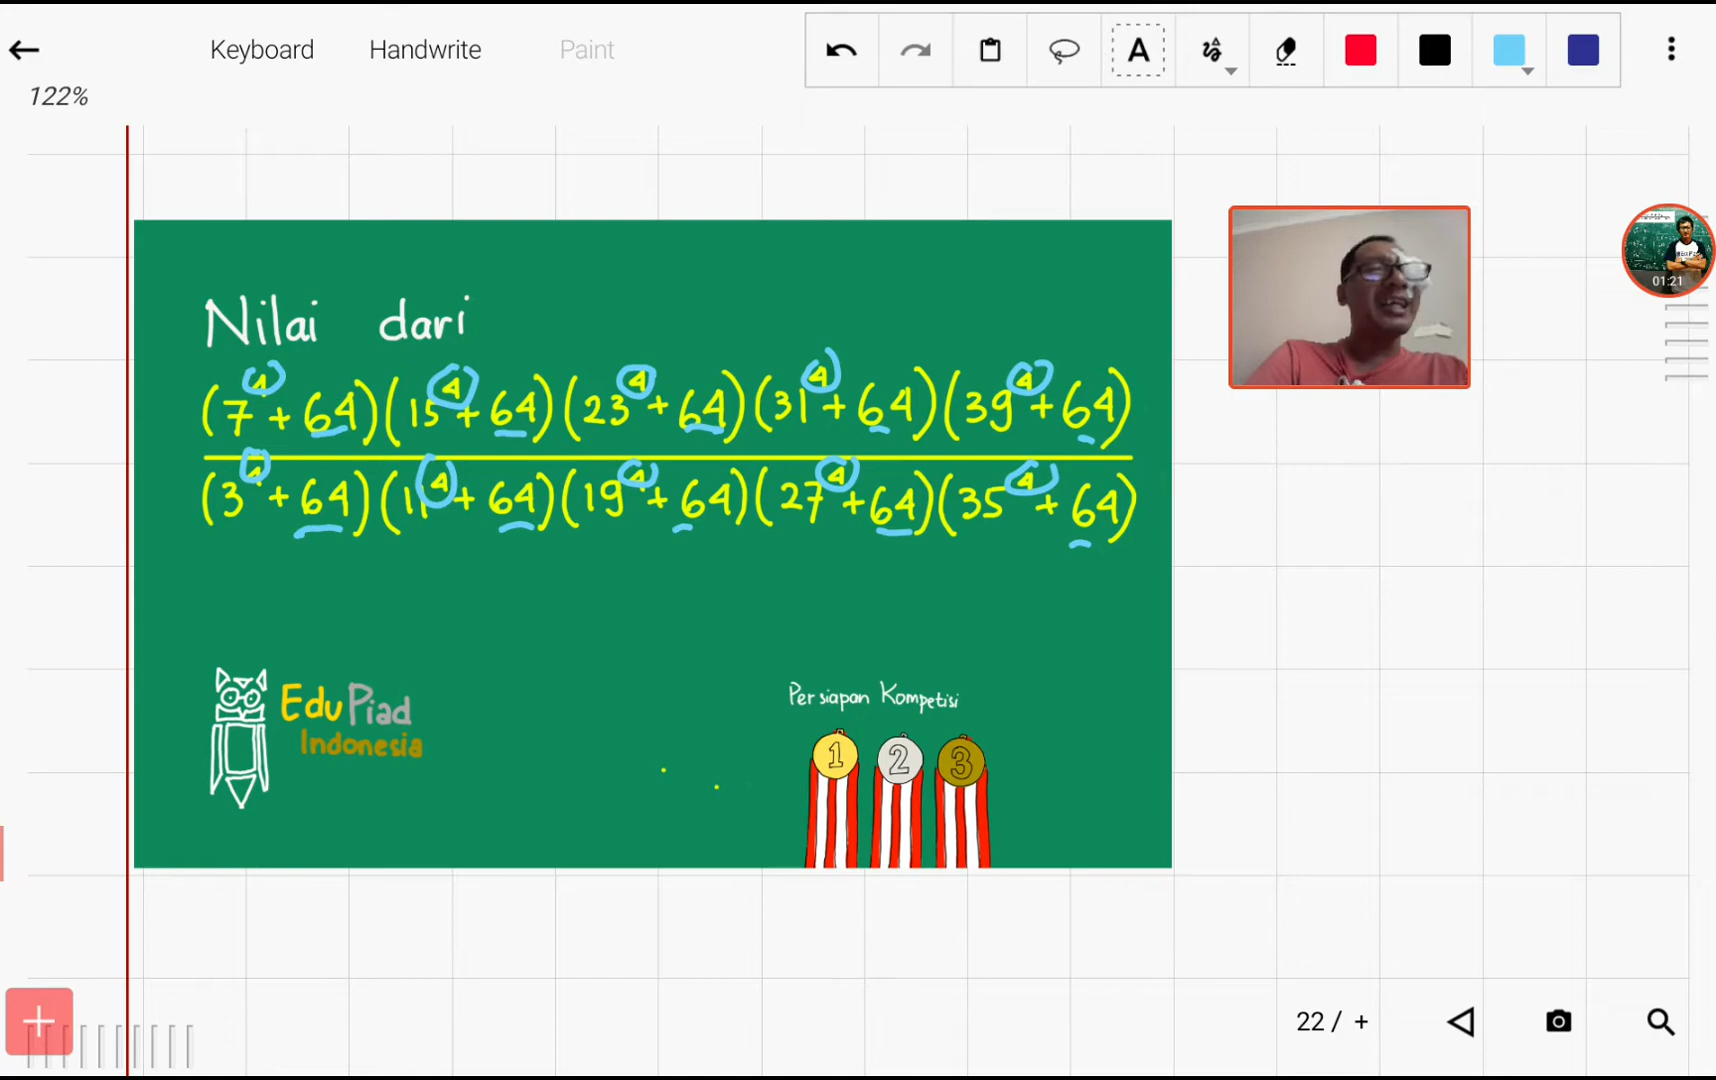 Keyboard Handwrite Paint A
122%
01:21
Nilai dari
(7⁴+64)(15⁴+64)(23⁴+64)(31⁴+64)(39⁴+64)
(3⁴+64)(11⁴+64)(19⁴+64)(27⁴+64)(35⁴+64)
EduPiad
Indonesia
Persiapan Kompetisi
1 2 3
22 / +